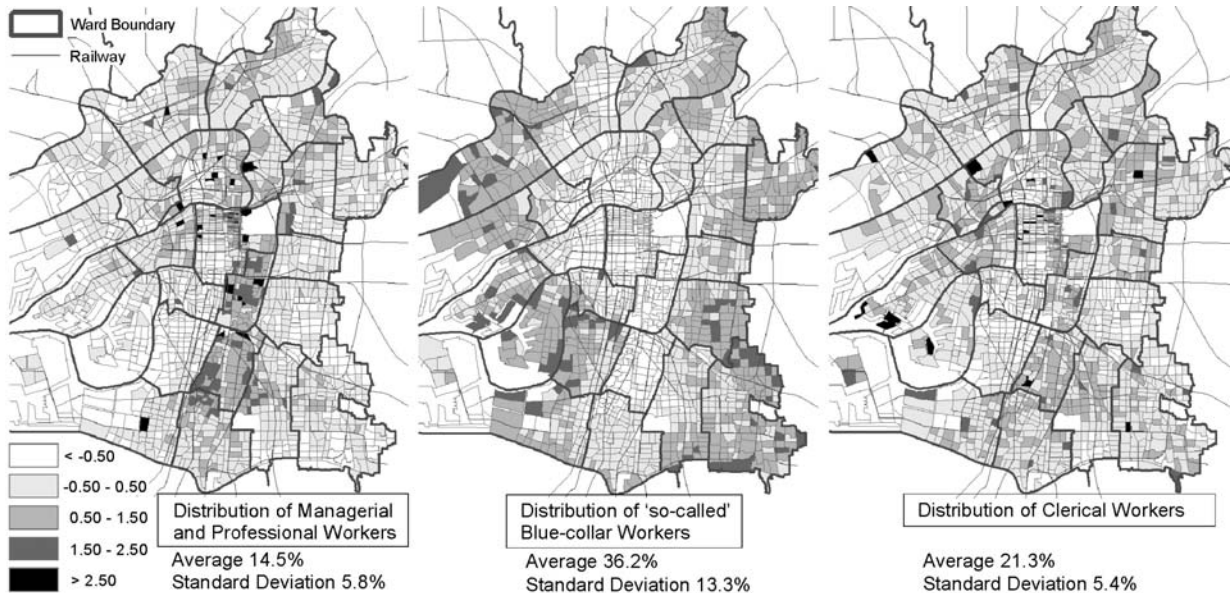 Ward Boundary
Railway
< -0.50
-0.50 - 0.50
0.50 - 1.50
1.50 - 2.50
> 2.50
Distribution of Managerial
and Professional Workers
Average 14.5%
Standard Deviation 5.8%
Distribution of 'so-called'
Blue-collar Workers
Average 36.2%
Standard Deviation 13.3%
Distribution of Clerical Workers
Average 21.3%
Standard Deviation 5.4%